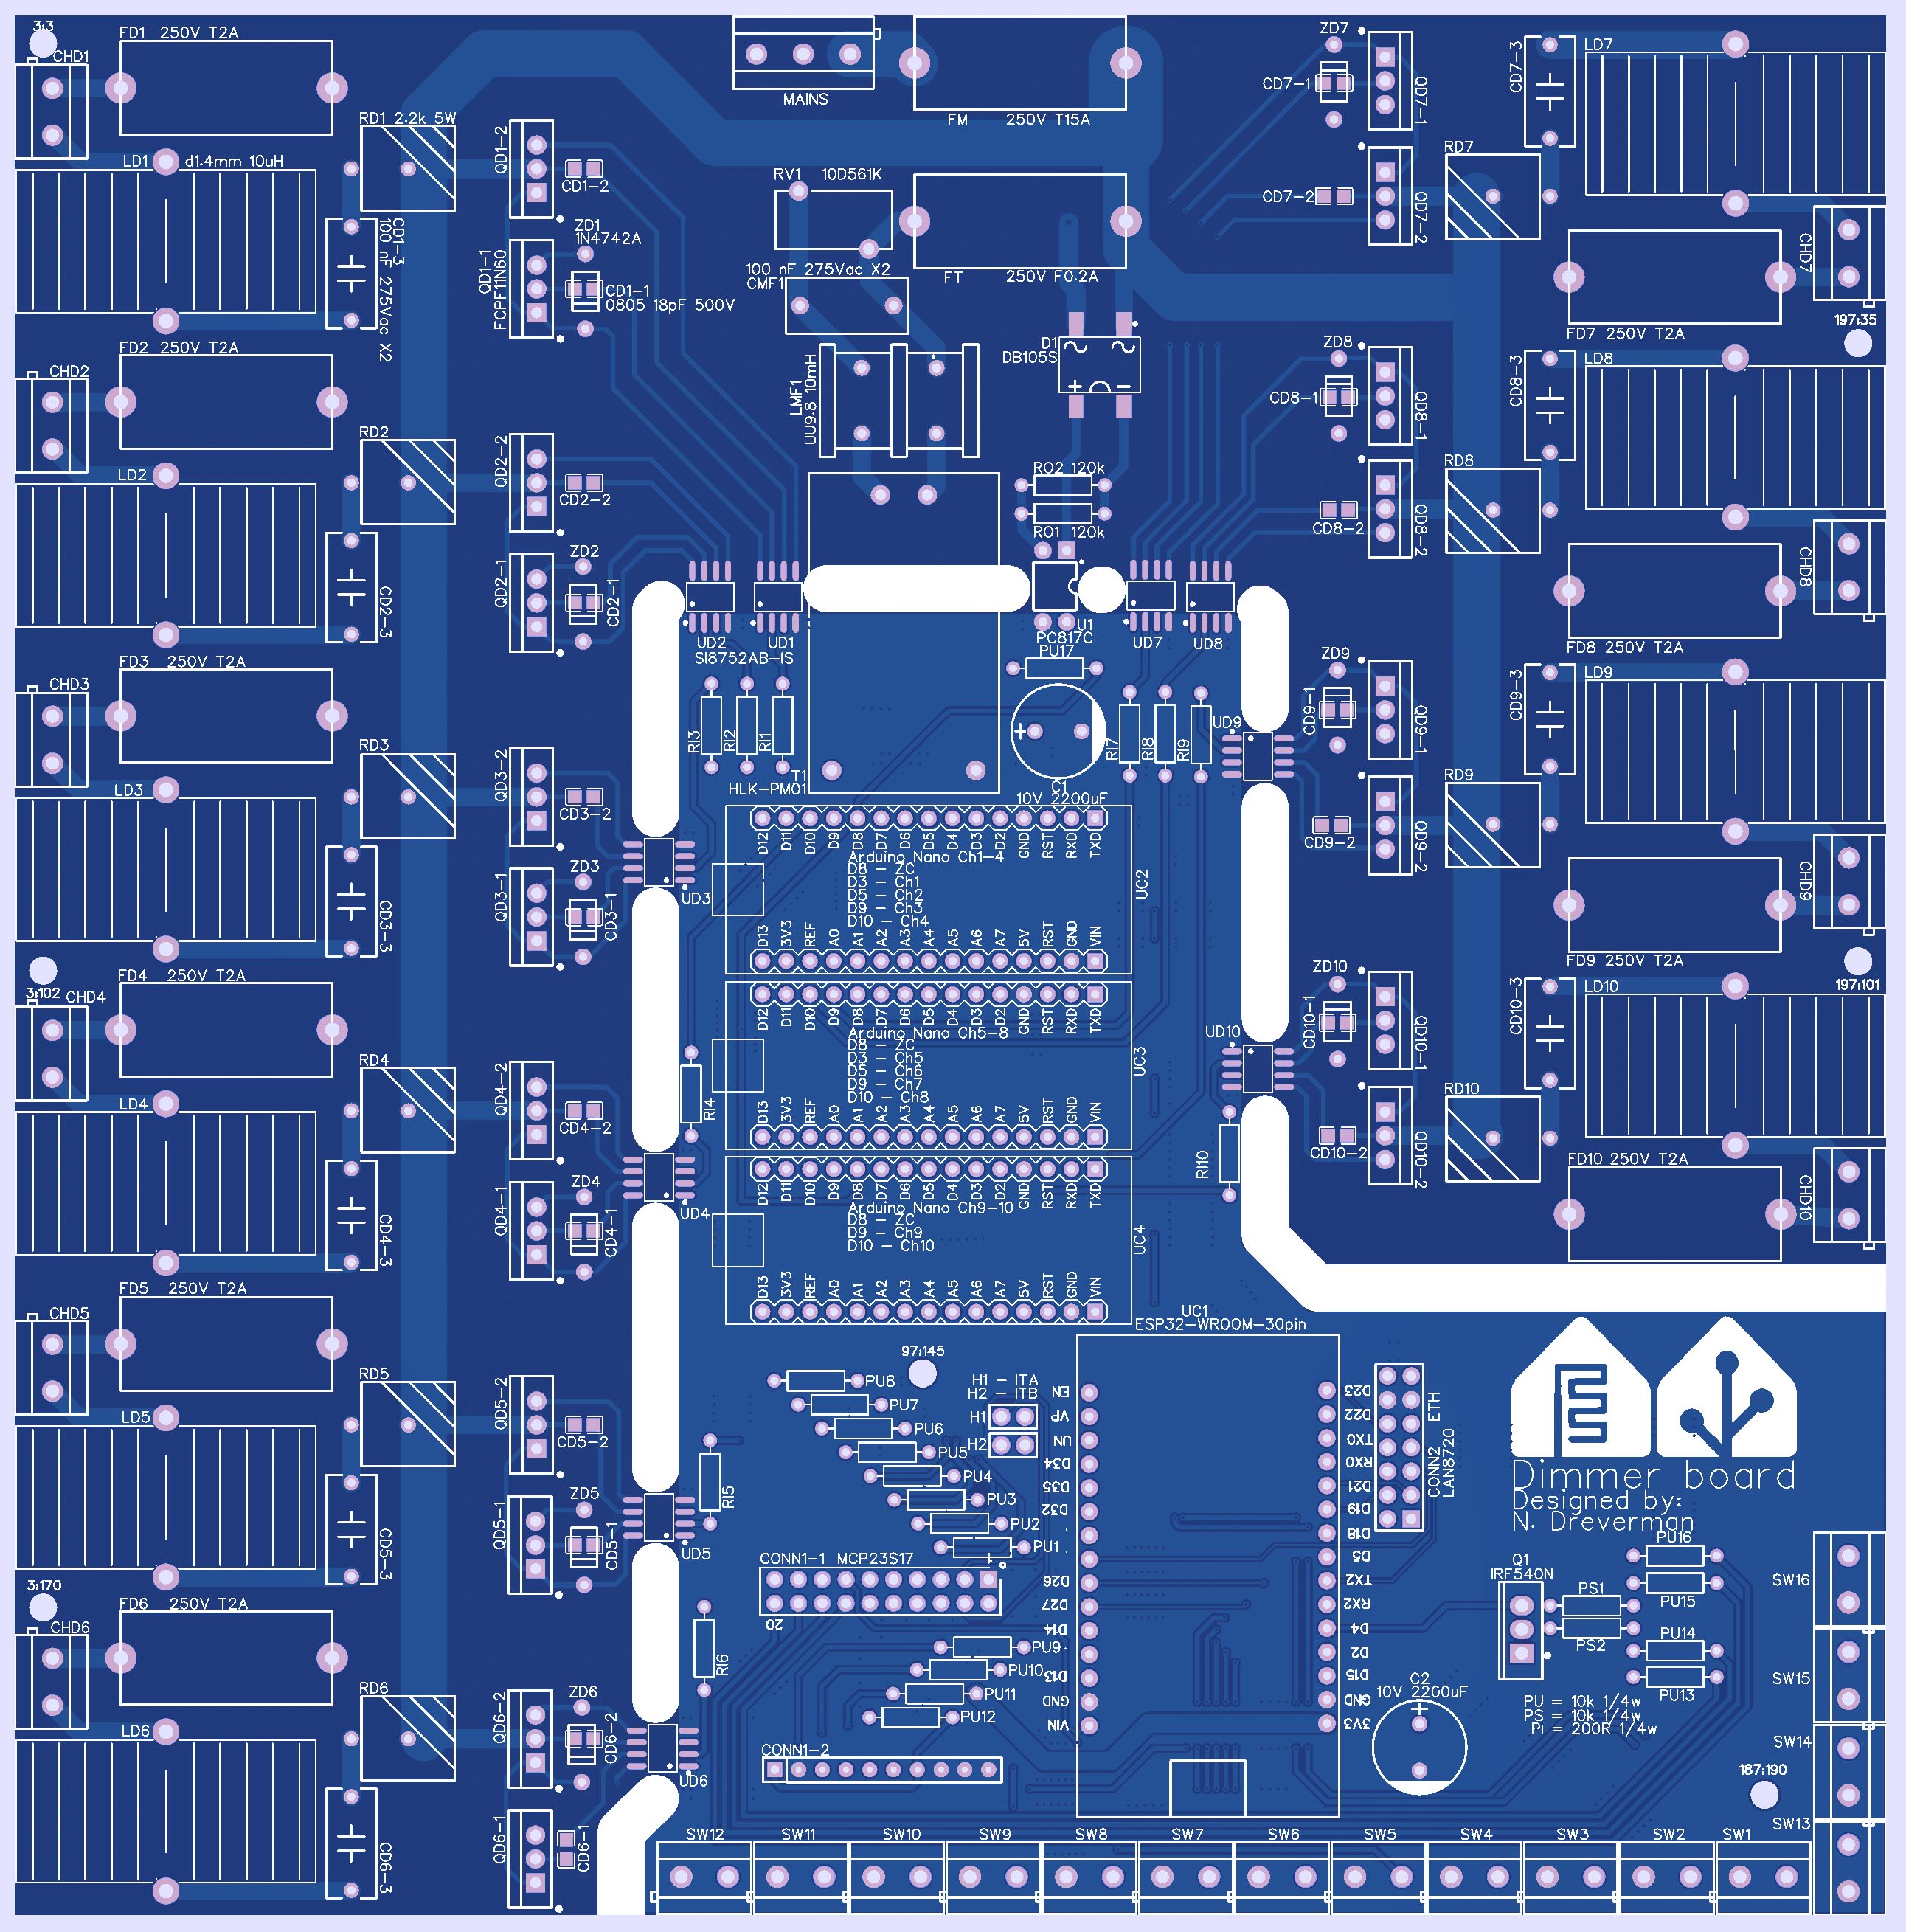 3:3
CHD1
FD1 250V T2A
RD1 2.2k 5W
LD1
d1.4mm 10uH
CD1-3
100 nF 275Vac X2
QD1-2
CD1-2
ZD1
1N4742A
QD1-1
FCPF11N60
CD1-1
0805 18pF 500V
MAINS
FM 250V T15A
RV1 10D561K
FT 250V F0.2A
100 nF 275Vac X2
CMF1
LMF1
UU9.8 10mH
D1
DB105S
RO2 120k
RO1 120k
U1
PC817C
PU17
ZD7
CD7-1
QD7-1
CD7-3
LD7
CD7-2
QD7-2
RD7
CHD7
FD7 250V T2A
197:35
CHD2
FD2 250V T2A
RD2
LD2
CD2-3
QD2-2
CD2-2
ZD2
QD2-1
CD2-1
ZD8
CD8-1
QD8-1
CD8-3
LD8
CD8-2
QD8-2
RD8
CHD8
FD8 250V T2A
UD2
UD1
SI8752AB-IS
UD7
UD8
RI3
RI2
RI1
T1
HLK-PM01
C1
10V 2200uF
RI7
RI8
RI9
CHD3
FD3 250V T2A
RD3
LD3
CD3-3
QD3-2
CD3-2
ZD3
QD3-1
CD3-1
UD3
UD9
ZD9
CD9-1
QD9-1
CD9-3
LD9
CD9-2
QD9-2
RD9
CHD9
FD9 250V T2A
197:101
D12 D11 D10 D9 D8 D7 D6 D5 D4 D3 D2 GND RST RXD TXD
Arduino Nano Ch1-4
D8 - ZC
D3 - Ch1
D5 - Ch2
D9 - Ch3
D10 - Ch4
UC2
D13 3V3 REF A0 A1 A2 A3 A4 A5 A6 A7 5V RST GND VIN
D12 D11 D10 D9 D8 D7 D6 D5 D4 D3 D2 GND RST RXD TXD
Arduino Nano Ch5-8
D8 - ZC
D3 - Ch5
D5 - Ch6
D9 - Ch7
D10 - Ch8
UC3
D13 3V3 REF A0 A1 A2 A3 A4 A5 A6 A7 5V RST GND VIN
D12 D11 D10 D9 D8 D7 D6 D5 D4 D3 D2 GND RST RXD TXD
Arduino Nano Ch9-10
D8 - ZC
D9 - Ch9
D10 - Ch10
UC4
D13 3V3 REF A0 A1 A2 A3 A4 A5 A6 A7 5V RST GND VIN
3:102
CHD4
FD4 250V T2A
RD4
LD4
CD4-3
QD4-2
CD4-2
ZD4
QD4-1
CD4-1
RI4
UD4
UD10
RI10
ZD10
CD10-1
QD10-1
CD10-3
LD10
CD10-2
QD10-2
RD10
CHD10
FD10 250V T2A
CHD5
FD5 250V T2A
RD5
LD5
CD5-3
QD5-2
CD5-2
ZD5
QD5-1
CD5-1
RI5
UD5
97:145
PU8
PU7
PU6
PU5
PU4
PU3
PU2
PU1
H1 - ITA
H2 - ITB
H1
H2
UC1
ESP32-WROOM-30pin
EN
VP
UN
D34
D35
D32
D26
D27
D14
D13
GND
VIN
D23
D22
TX0
RX0
D21
D19
D18
D5
TX2
RX2
D4
D2
D15
GND
3V3
ETH
CONN2
LAN8720
Dimmer board
Designed by:
N. Dreverman
CONN1-1 MCP23S17
1
20
PU9
PU10
PU11
PU12
CONN1-2
Q1
IRF540N
PS1
PS2
PU16
PU15
PU14
PU13
C2
10V 2200uF
PU = 10k 1/4w
PS = 10k 1/4w
Pi = 200R 1/4w
187:190
SW16
SW15
SW14
SW13
3:170
CHD6
FD6 250V T2A
RD6
LD6
CD6-3
QD6-2
ZD6
CD6-2
QD6-1
CD6-1
RI6
UD6
SW12 SW11 SW10 SW9 SW8 SW7 SW6 SW5 SW4 SW3 SW2 SW1